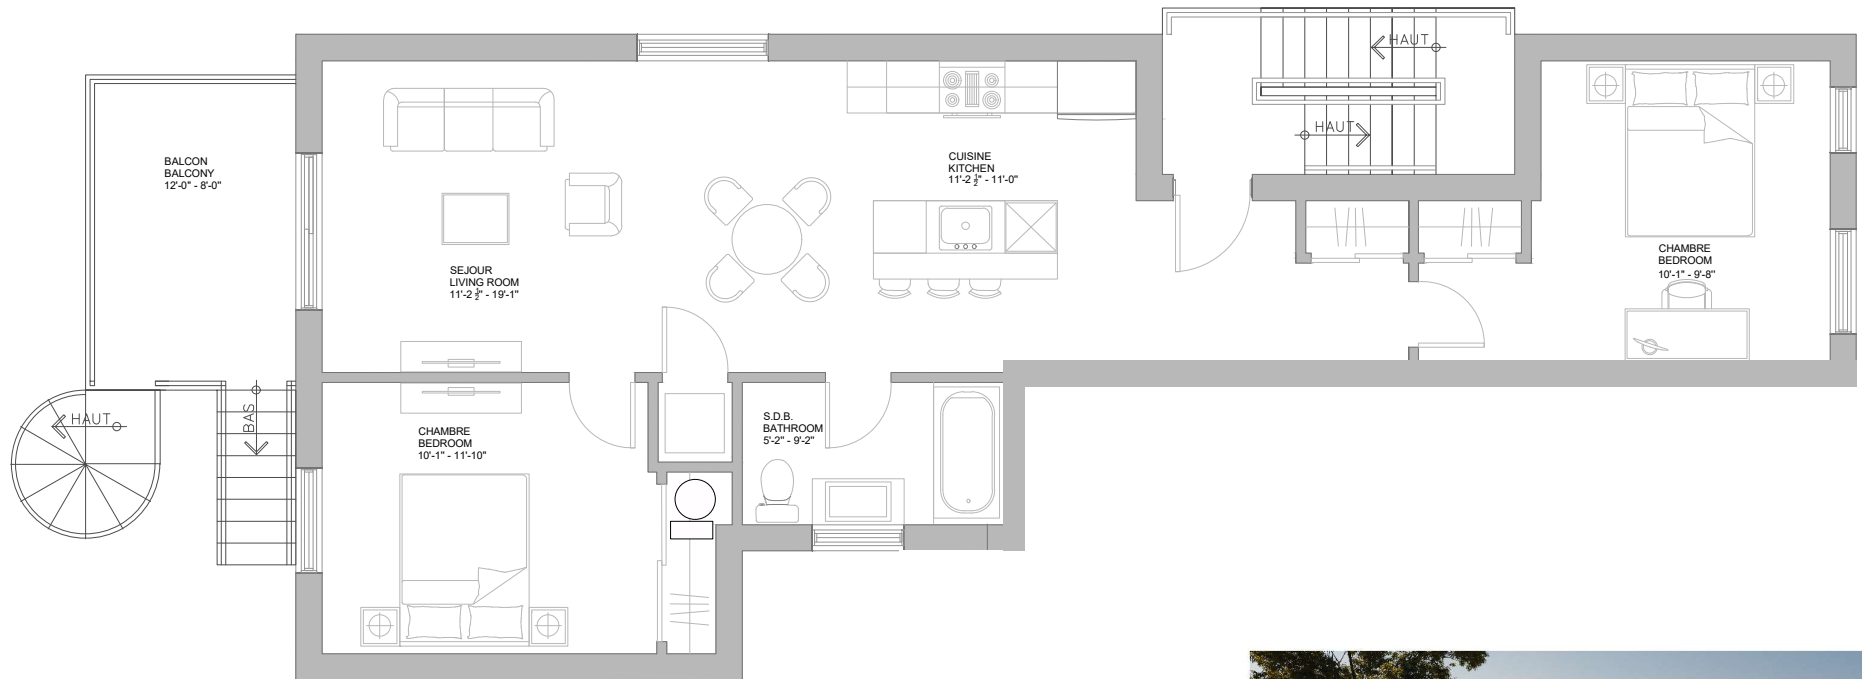 HAUT
HAUT
BALCON
BALCONY
12'-0" - 8'-0"
CUISINE
KITCHEN
11'-2 ½" - 11'-0"
SEJOUR
LIVING ROOM
11'-2 ½" - 19'-1"
CHAMBRE
BEDROOM
10'-1" - 9'-8"
HAUT
BAS
CHAMBRE
BEDROOM
10'-1" - 11'-10"
S.D.B.
BATHROOM
5'-2" - 9'-2"